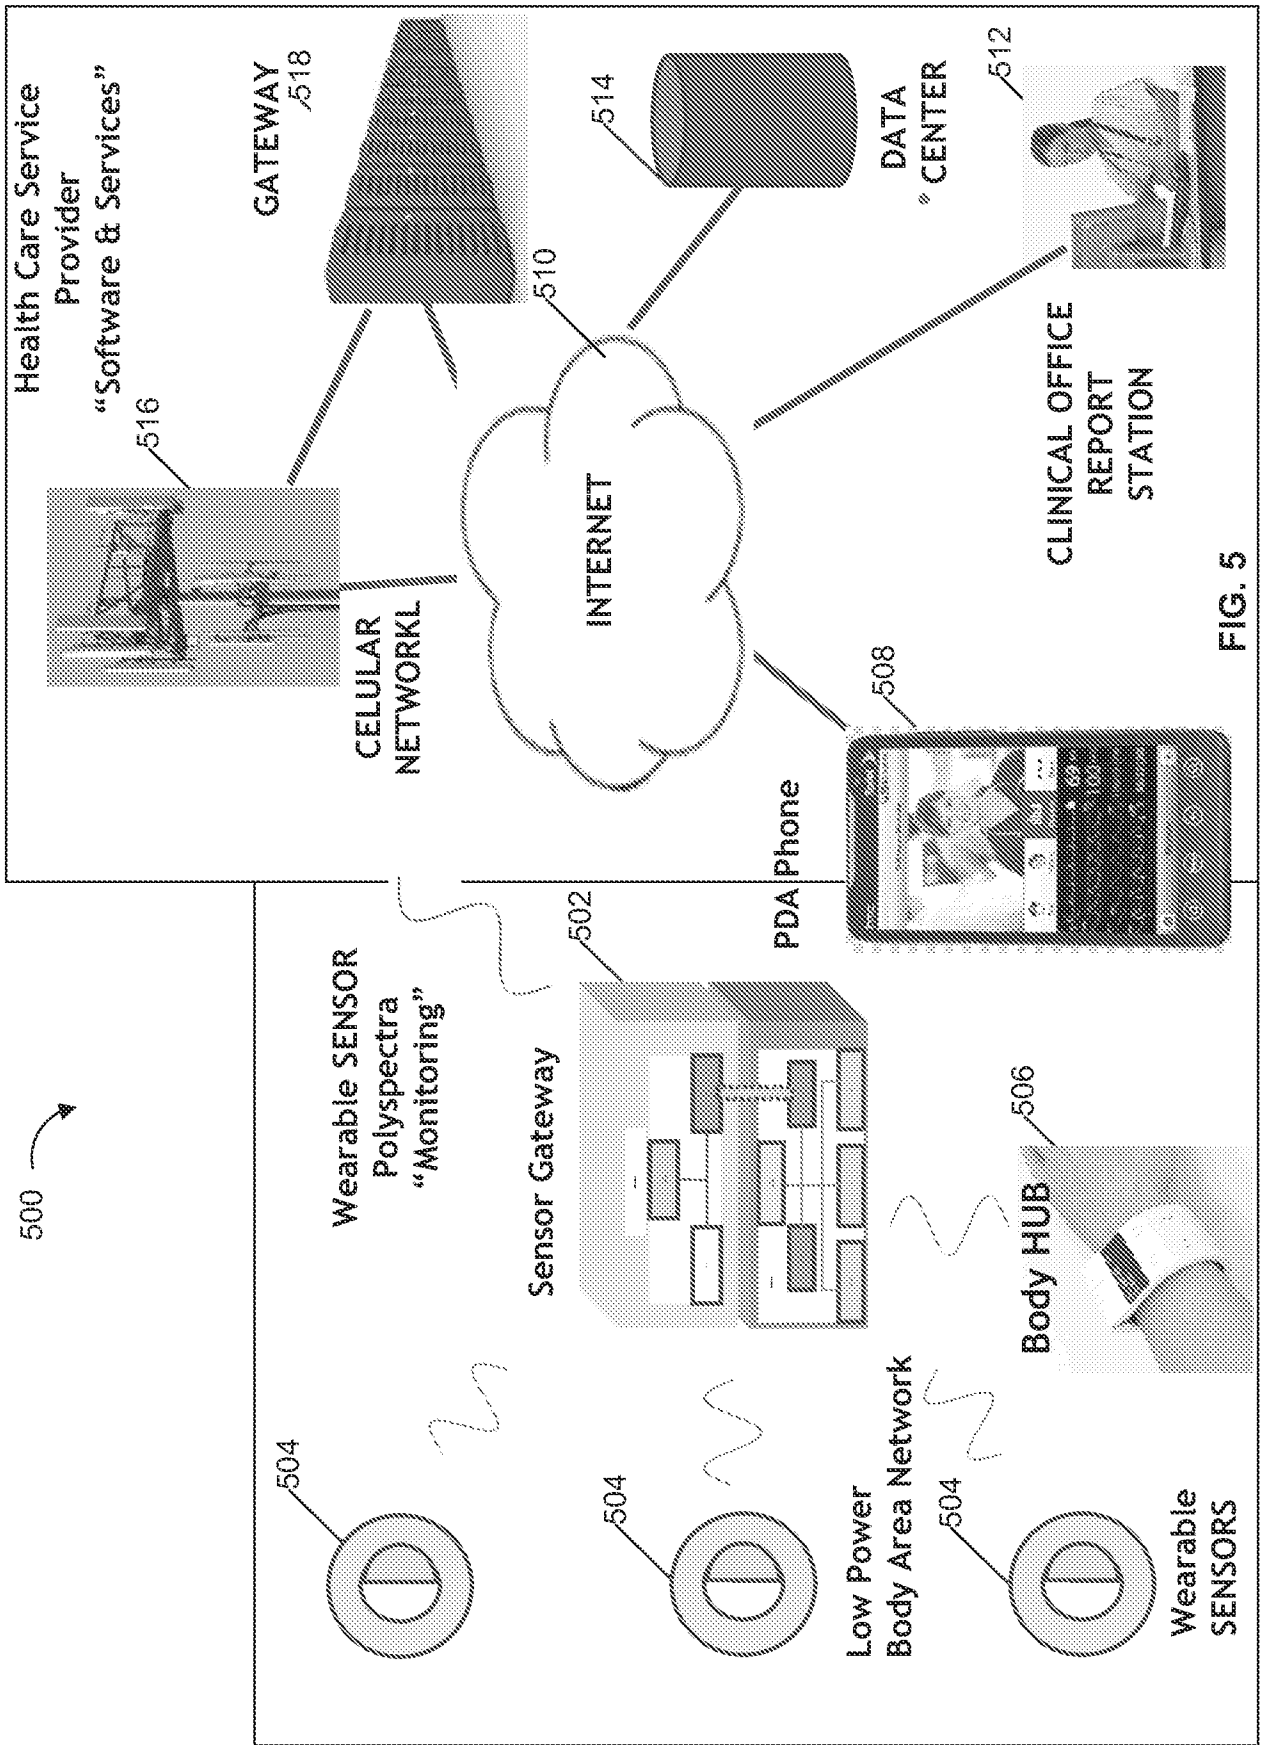 500
Wearable SENSOR
Polyspectra
“Monitoring”
Health Care Service
Provider
“Software & Services”
504
Sensor Gateway
502
CELULAR
NETWORKL
516
GATEWAY
518
504
INTERNET
510
514
DATA
CENTER
Low Power
Body Area Network
PDA Phone
508
504
Body HUB
506
CLINICAL OFFICE
REPORT
STATION
512
Wearable
SENSORS
FIG. 5